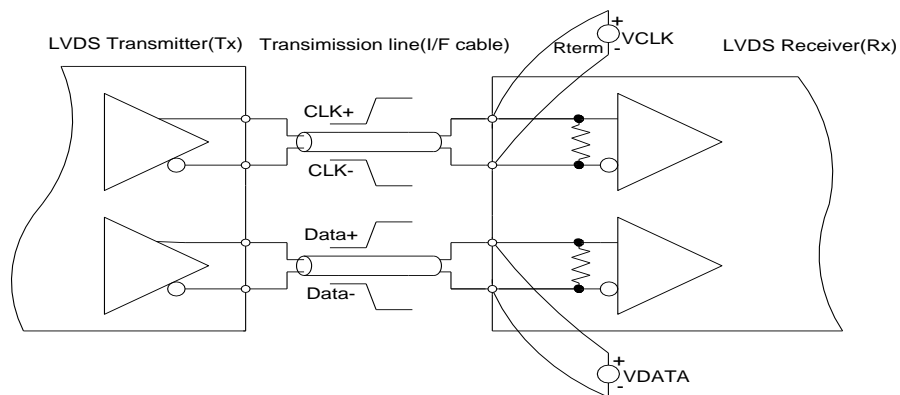 LVDS Transmitter(Tx)
Transimission line(I/F cable)
Rterm
+
VCLK
-
LVDS Receiver(Rx)
CLK+
CLK-
Data+
Data-
+
VDATA
-